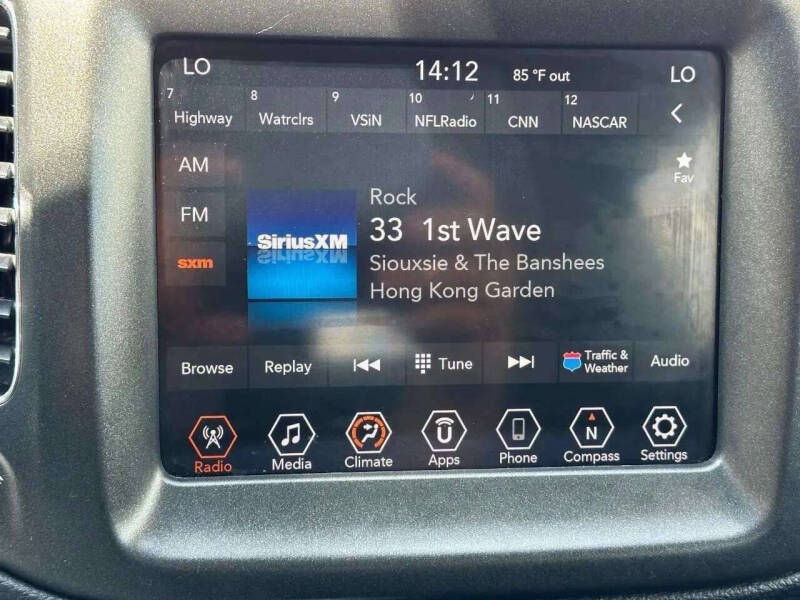 LO 14:12 85 °F out LO
7 8 9 10 11 12
Highway Watrclrs VSiN NFLRadio CNN NASCAR
AM
Fav
FM
sxm
SiriusXM
Rock
33 1st Wave
Siouxsie & The Banshees
Hong Kong Garden
Browse Replay Tune Traffic & Weather Audio
U N
Radio Media Climate Apps Phone Compass Settings